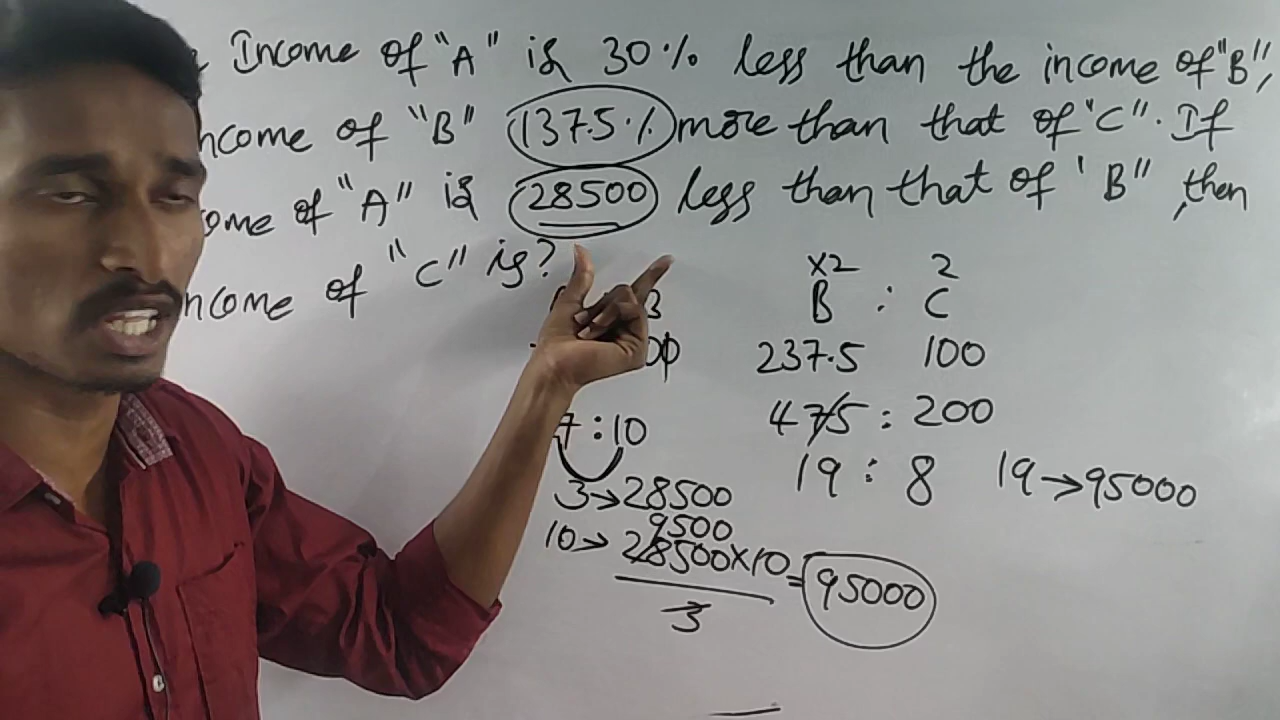 Income of "A" is 30% less than the income of "B",
ncome of "B" 137.5% more than that of "C". If
ome of "A" is 28500 less than that of 'B", then
ncome of "C" is?
×2 2
B : C
237.5 100
475 : 200
7 : 10
19 : 8 19→95000
3→28500
9500
10→ 28500×10 = 95000
3